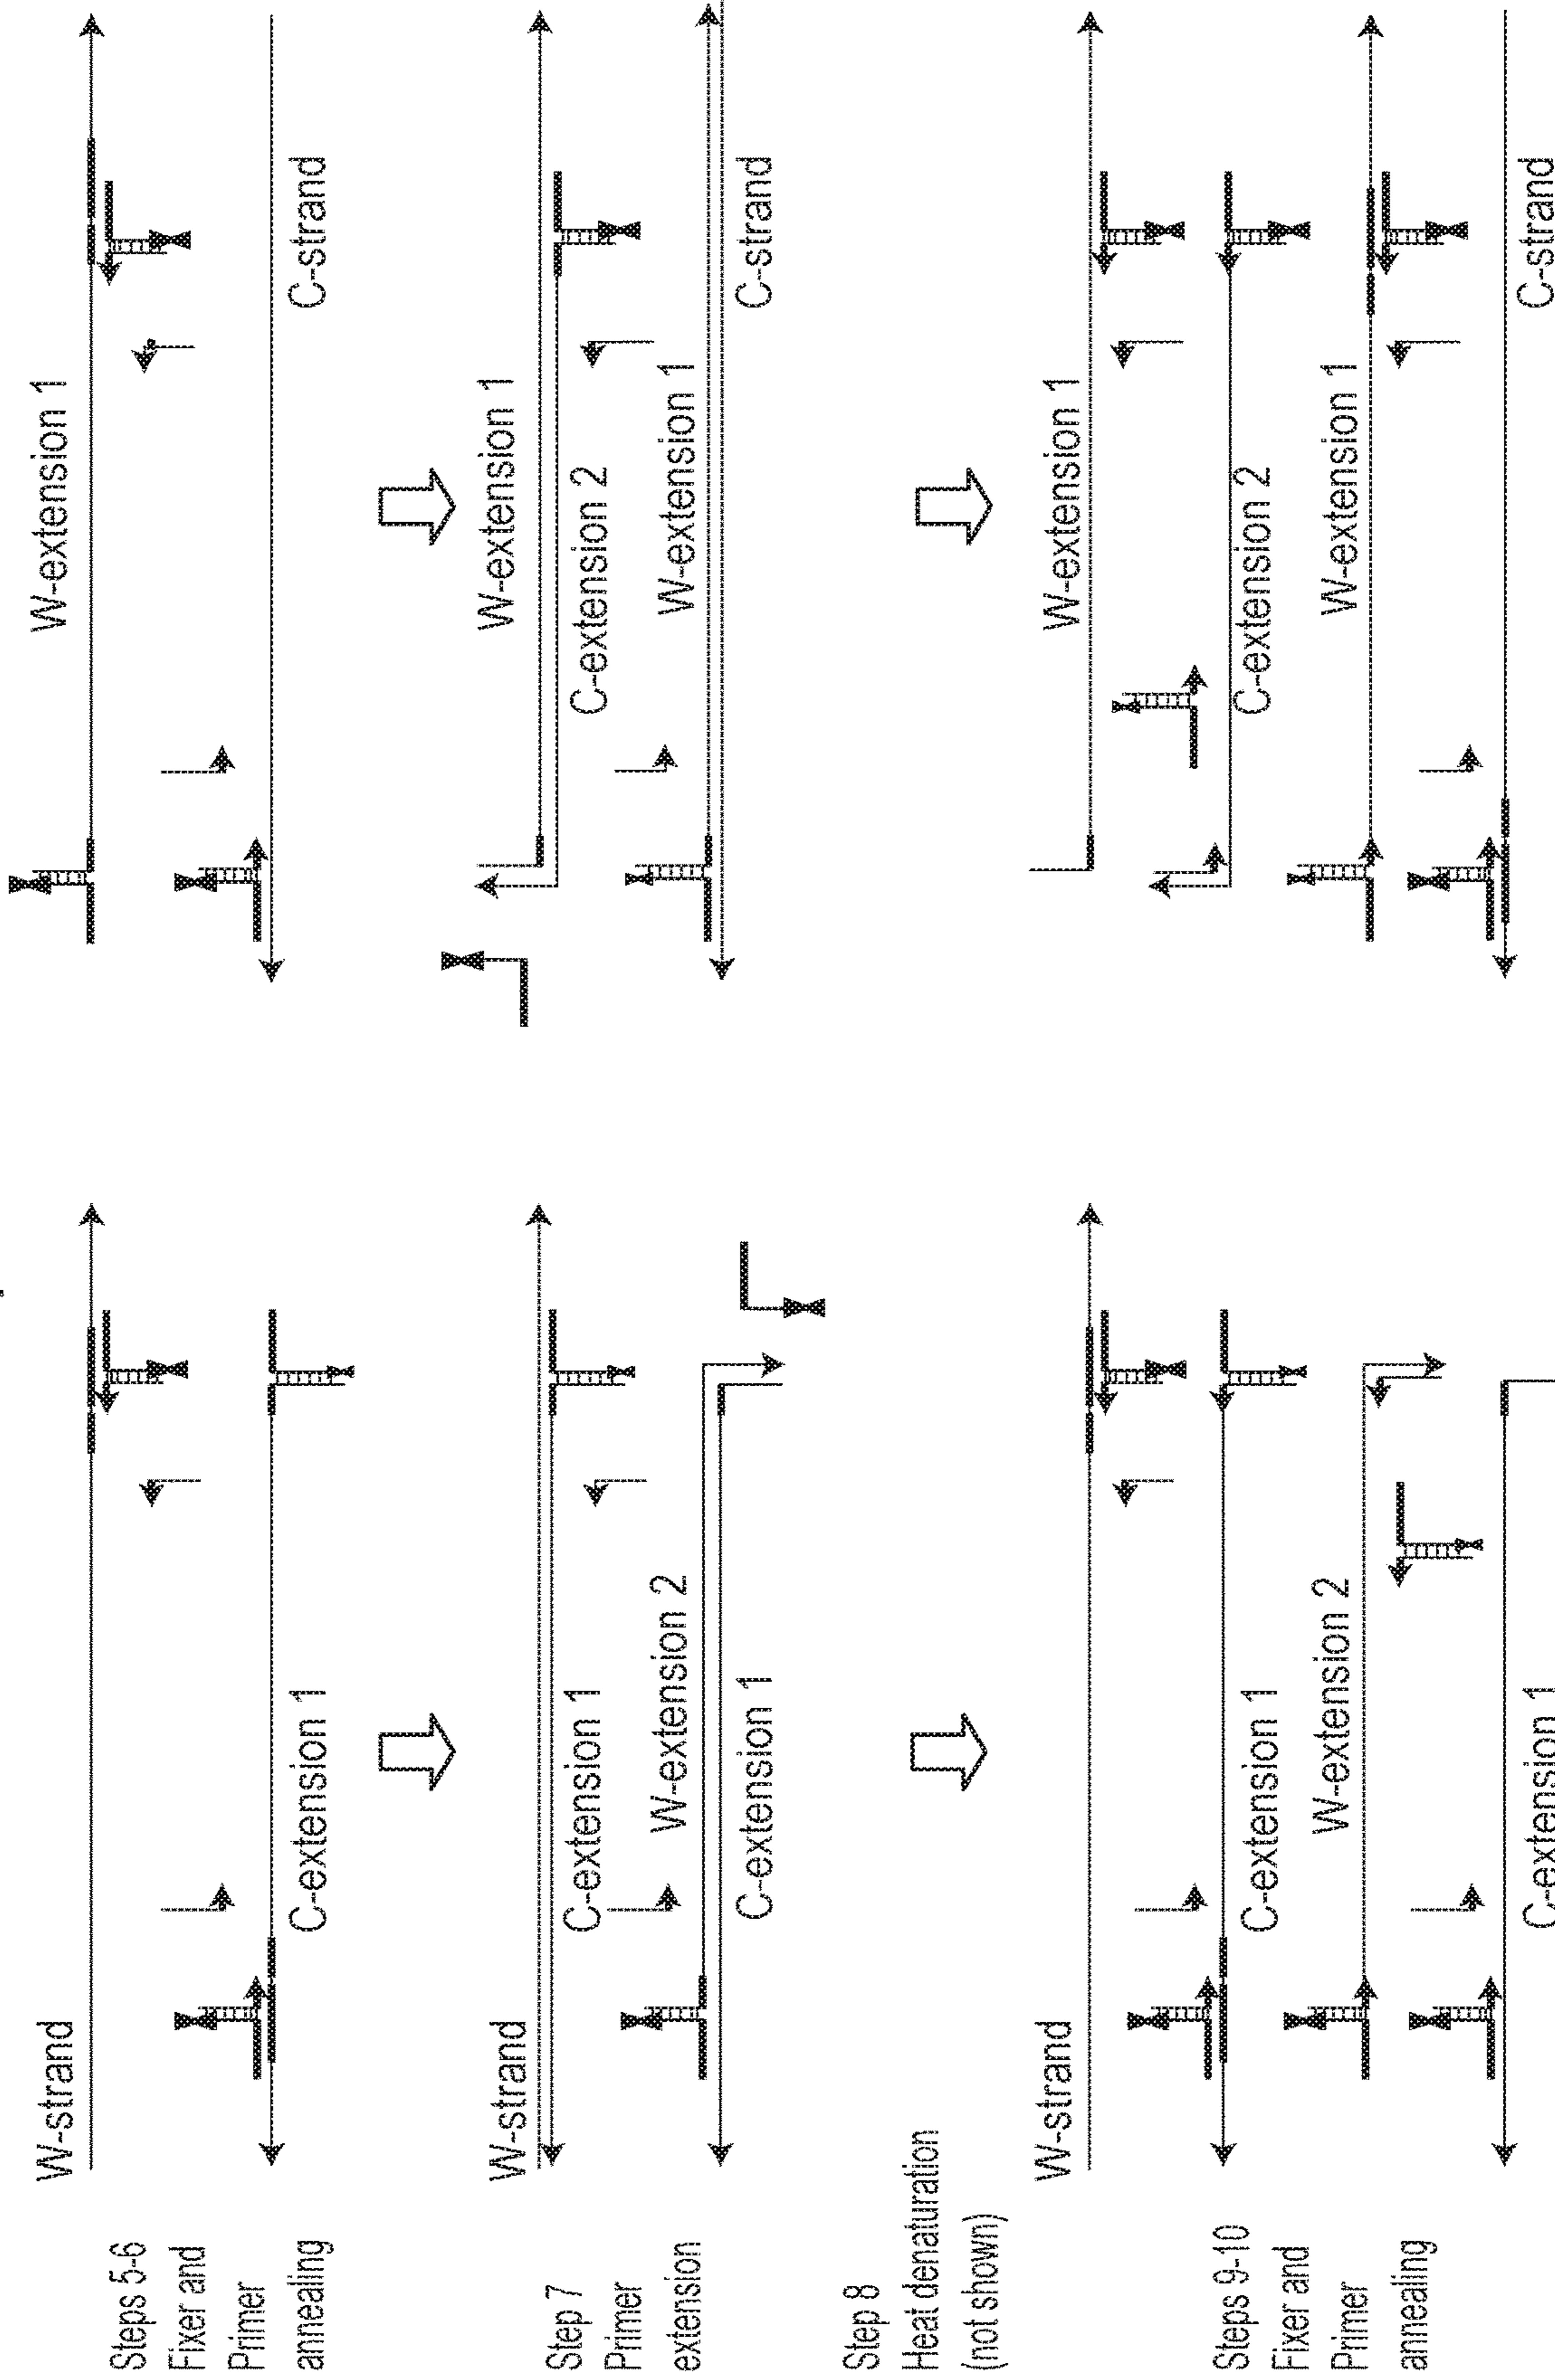 Steps 5-6
Fixer and
Primer
annealing
W-strand
C-extension 1
W-extension 1
C-strand
Step 7
Primer
extension
W-strand
C-extension 1
W-extension 2
C-extension 1
W-extension 1
C-extension 2
W-extension 1
C-strand
Step 8
Heat denaturation
(not shown)
Steps 9-10
Fixer and
Primer
annealing
W-strand
C-extension 1
W-extension 2
C-extension 1
W-extension 1
C-extension 2
W-extension 1
C-strand